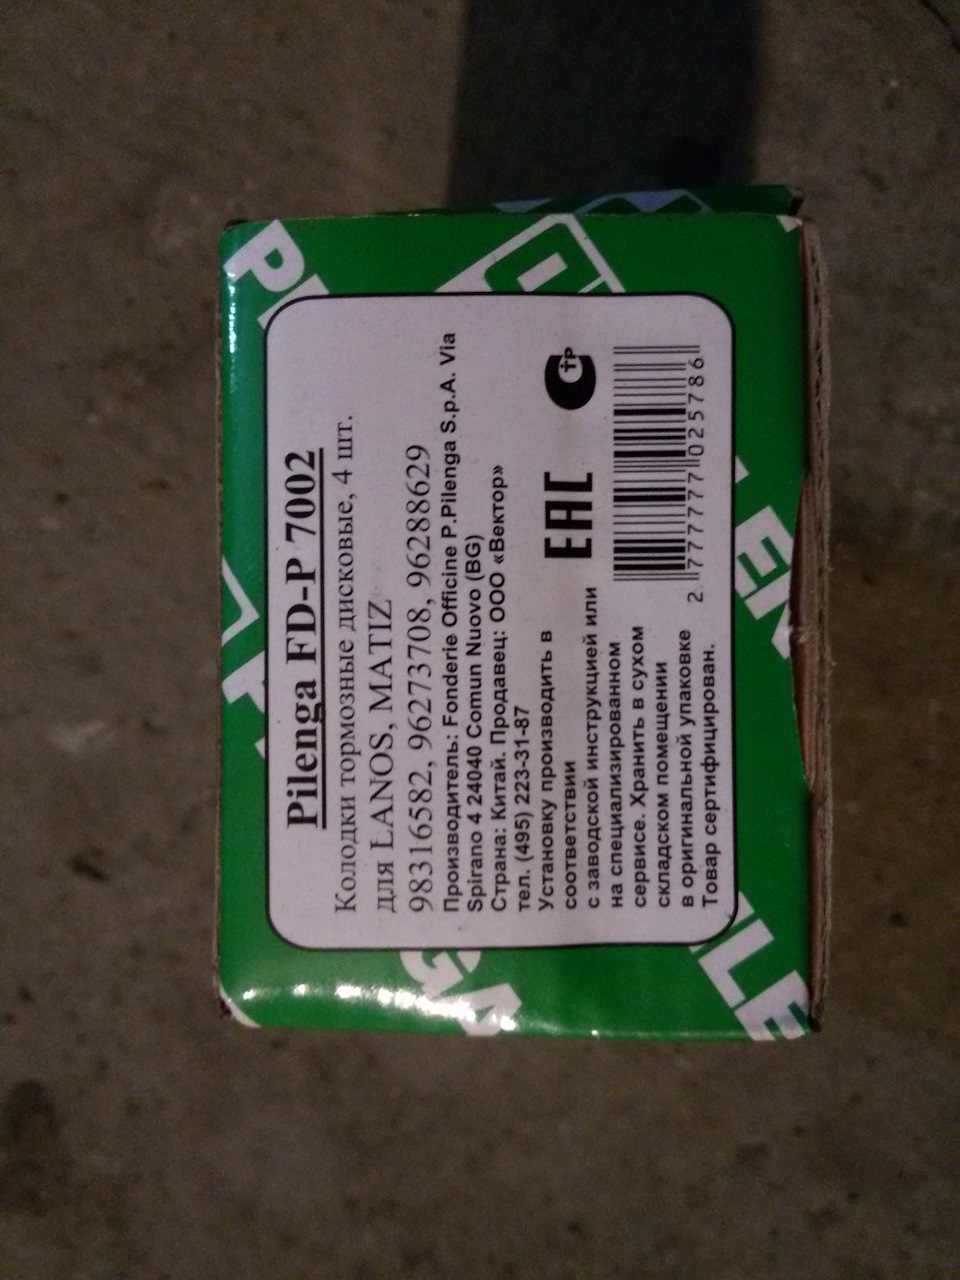 Pilenga FD-P 7002
Колодки тормозные дисковые, 4 шт.
для LANOS, MATIZ
98316582, 96273708, 96288629
Производитель: Fonderie Officine P.Pilenga S.p.A. Via
Spirano 4 24040 Comun Nuovo (BG)
Страна: Китай. Продавец: ООО «Вектор»
тел. (495) 223-31-87
Установку производить в
соответствии
с заводской инструкцией или
на специализированном
сервисе. Хранить в сухом
складском помещении
в оригинальной упаковке
Товар сертифицирован.
EAC
2 777777 025786